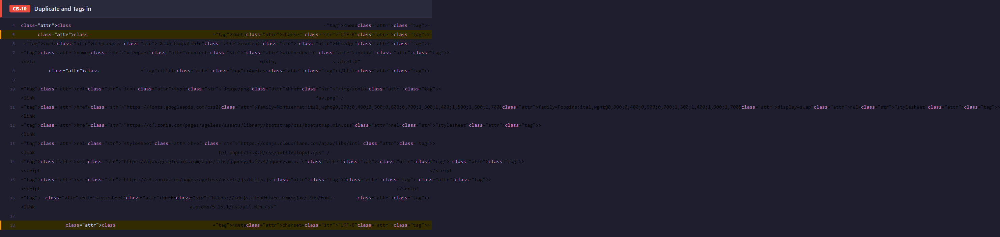 CB-10 Duplicate and Tags in
4 class="attr">class ="tag"><headclass="attr">class="tag">>
5 class="attr">class ="tag"><metaclass="attr">charset=class="str">"UTF-8"class="attr">class="tag">>
6 ="tag"><metaclass="attr">http-equiv=class="str">"X-UA-Compatible"class="attr">content=class="str">"class="attr">IE=edge"class="attr">class="tag">>
7 ="tag">class="attr">name=class="str">"viewport"class="attr">content=class="str">"class="attr">width=device-class="attr">initial-class="attr">class="tag">>
<meta width, scale=1.0"
8 class="attr">class ="tag"><titleclass="attr">class="tag">>Agelessclass="attr">class="tag"></titleclass="attr">class="tag">>
9
10 ="tag">class="attr">rel=class="str">"icon"class="attr">type=class="str">"image/png"class="attr">href=class="str">"/img/zonia-class="attr">class="tag">>
<link fav.png" /
11 ="tag">class="attr">href=class="str">"https://fonts.googleapis.com/css2?class="attr">family=Montserrat:ital,wght@0,300;0,400;0,500;0,600;0,700;1,300;1,400;1,500;1,600;1,700&class="attr">family=Poppins:ital,wght@0,300;0,400;0,500;0,700;1,300;1,400;1,500;1,700&class="attr">display=swap"class="attr">rel=class="str">"stylesheet"class="attr">class="tag">>
<link
12 ="tag">class="attr">href=class="str">"https://cf.zonia.com/pages/ageless/assets/library/bootstrap/css/bootstrap.min.css"class="attr">rel=class="str">"stylesheet"class="attr">class="tag">>
<link
13 ="tag">class="attr">rel=class="str">"stylesheet"class="attr">href=class="str">"https://cdnjs.cloudflare.com/ajax/libs/intl-class="attr">class="tag">>
<link tel-input/17.0.8/css/intlTelInput.css" /
14 ="tag">class="attr">src=class="str">"https://ajax.googleapis.com/ajax/libs/jquery/1.12.4/jquery.min.js"class="attr">class="tag">>class="attr">class="tag"> class="attr">class="tag">>
<script </script
15 ="tag">class="attr">src=class="str">"https://cf.zonia.com/pages/ageless/assets/js/html5.js"class="attr">class="tag">>class="attr">class="tag"> class="attr">class="tag">>
<script </script
16 ="tag"> class="attr">rel='stylesheet'class="attr">href=class="str">"https://cdnjs.cloudflare.com/ajax/libs/font- class="attr">class="tag">>
<link awesome/5.15.1/css/all.min.css"
17
18 class="attr">class ="tag"><metaclass="attr">charset=class="str">"UTF-8"class="attr">class="tag">>